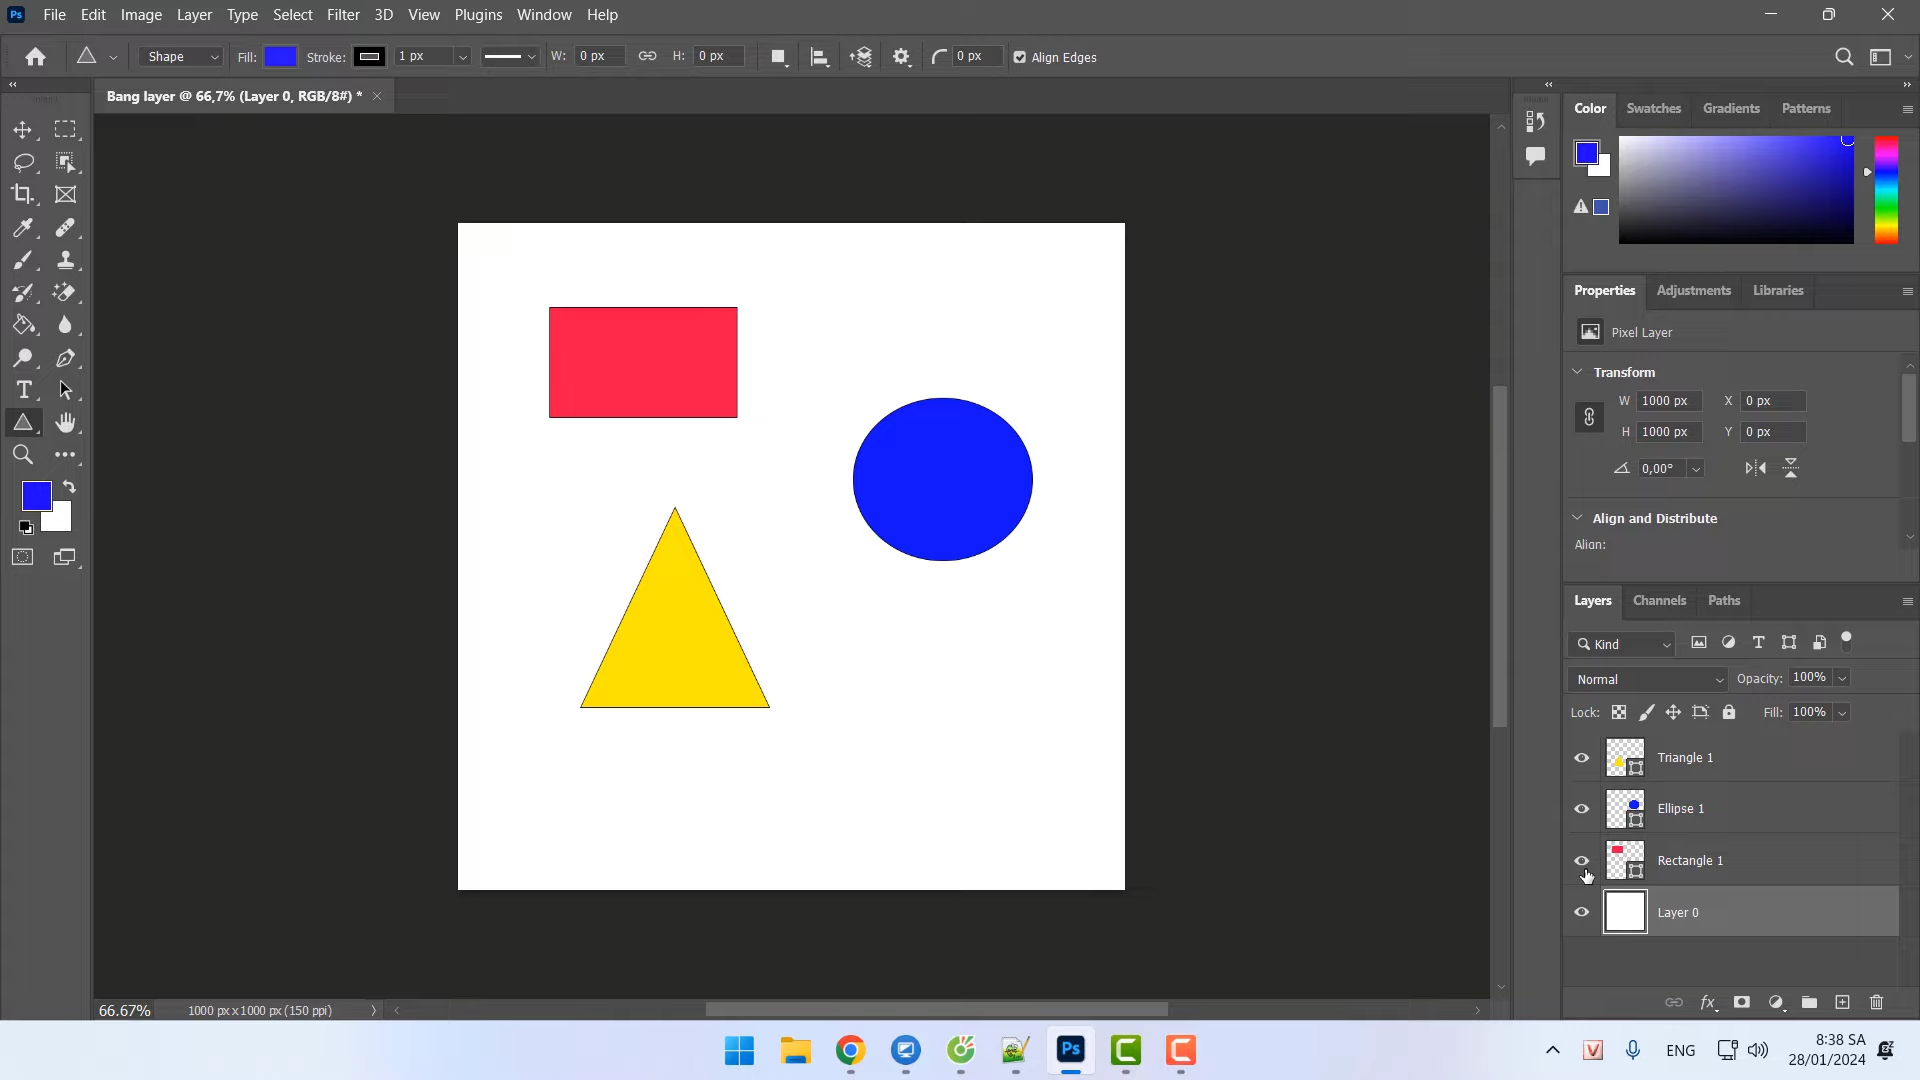 Ps File Edit Image Layer Type Select Filter 3D View Plugins Window Help
Shape Fill: Stroke: 1 px W: 0 px H: 0 px 0 px Align Edges
Bang layer @ 66,7% (Layer 0, RGB/8#) *
Color Swatches Gradients Patterns
Properties Adjustments Libraries
Pixel Layer
Transform
W 1000 px X 0 px
H 1000 px Y 0 px
0,00°
Align and Distribute
Align:
Layers Channels Paths
Kind
Normal Opacity: 100%
Lock: Fill: 100%
Triangle 1
Ellipse 1
Rectangle 1
Layer 0
fx
66.67% 1000 px x 1000 px (150 ppi)
Ps
ENG
8:38 SA
28/01/2024